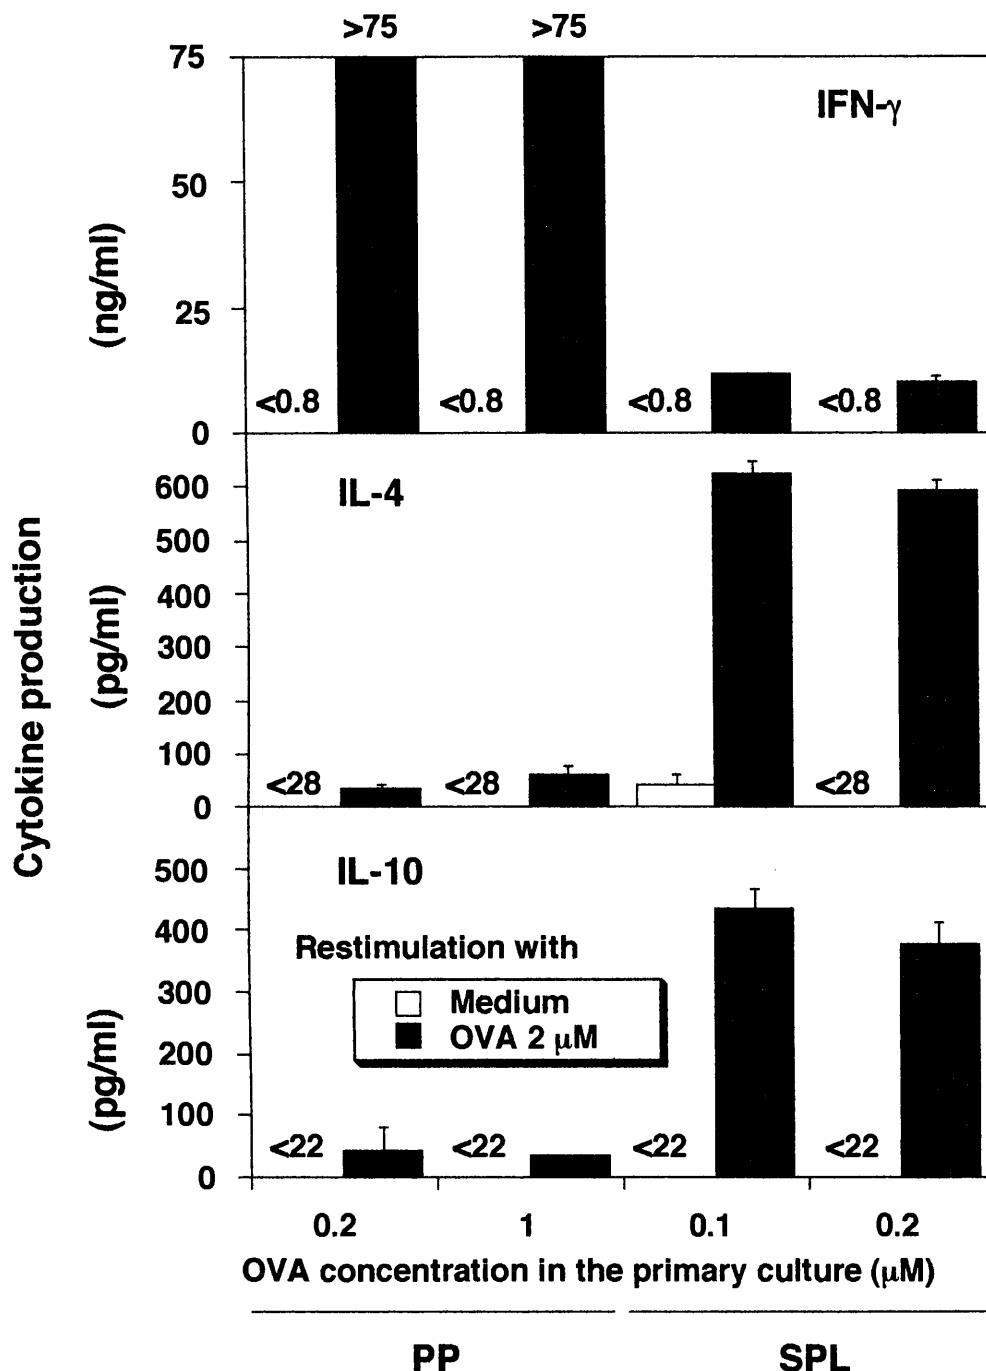 >75 >75
75
IFN-γ
50
25
(ng/ml)
<0.8 <0.8 <0.8 <0.8
0
IL-4
600
500
400
300
200
100
(pg/ml)
<28 <28 <28
0
Cytokine production
IL-10
500
400
300
200
100
(pg/ml)
Restimulation with
Medium
OVA 2 μM
<22 <22 <22 <22
0
0.2 1 0.1 0.2
OVA concentration in the primary culture (μM)
PP SPL